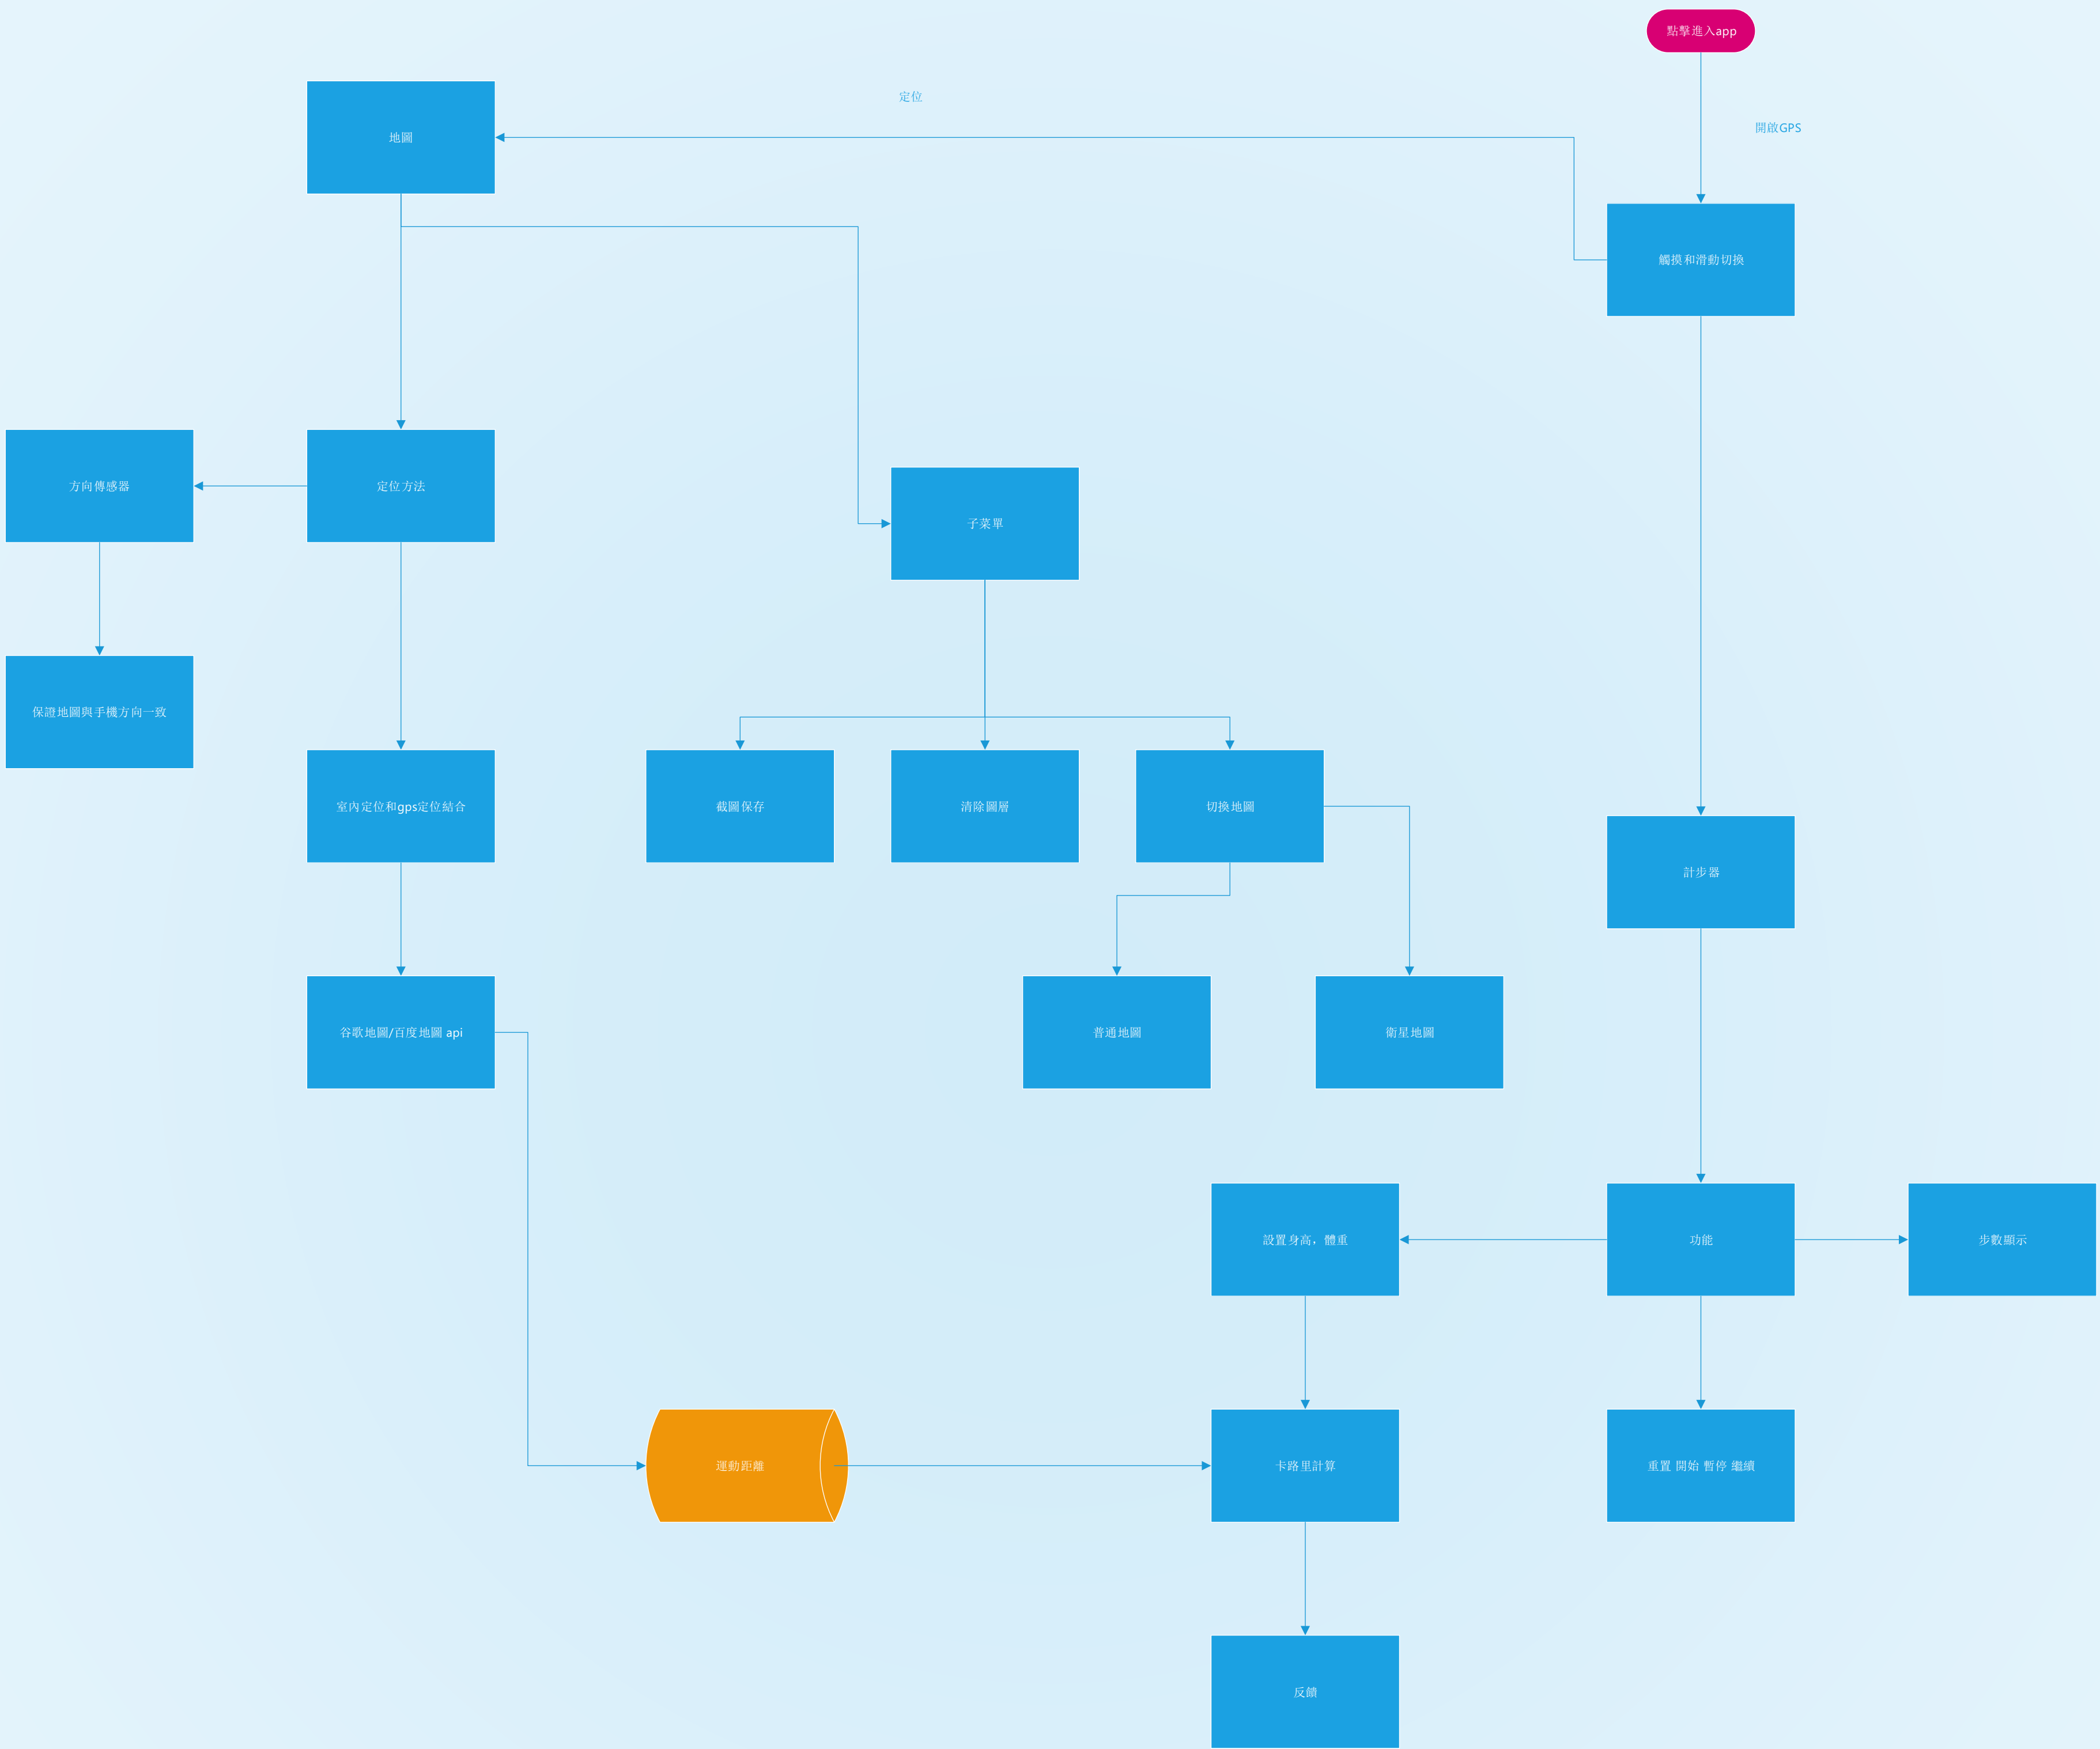 點擊進入app
定位
開啟GPS
地圖
觸摸和滑動切換
方向傳感器
定位方法
子菜單
保證地圖與手機方向一致
室內定位和gps定位結合
截圖保存
清除圖層
切換地圖
計步器
谷歌地圖/百度地圖 api
普通地圖
衛星地圖
設置身高，體重
功能
步數顯示
運動距離
卡路里計算
重置 開始 暫停 繼續
反饋